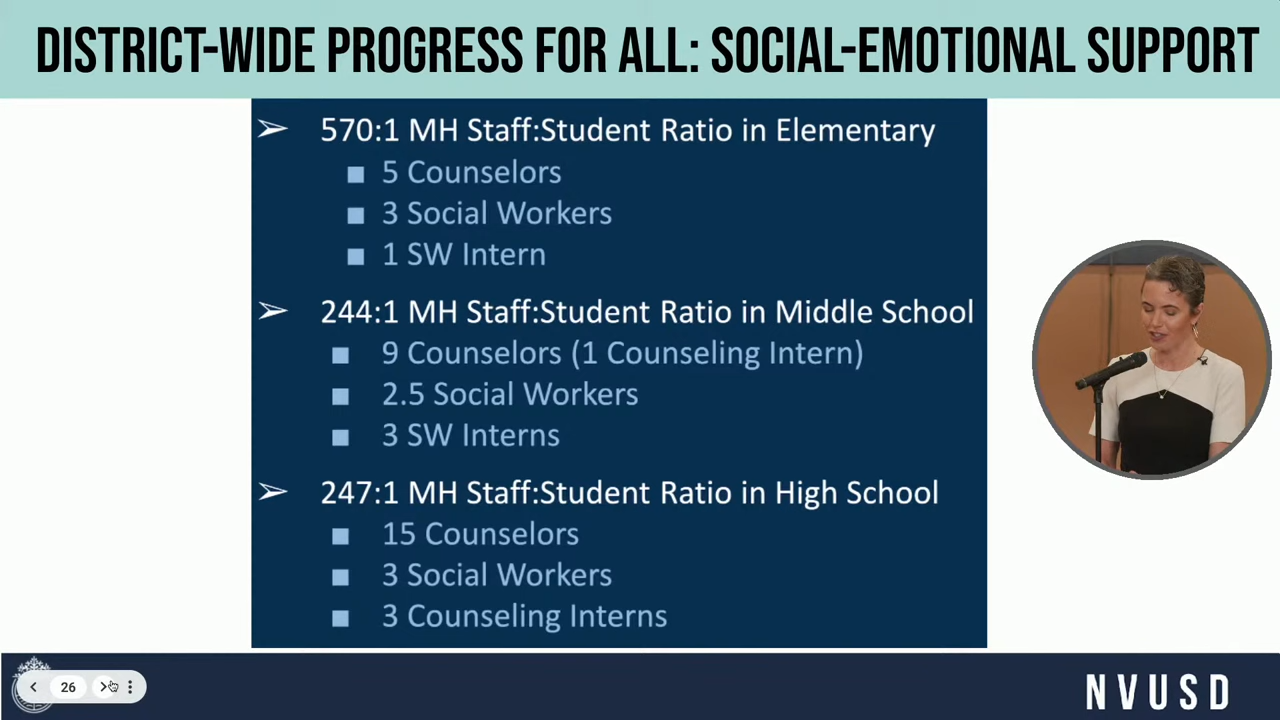 DISTRICT-WIDE PROGRESS FOR ALL: SOCIAL-EMOTIONAL SUPPORT
➢ 570:1 MH Staff:Student Ratio in Elementary
■ 5 Counselors
■ 3 Social Workers
■ 1 SW Intern
➢ 244:1 MH Staff:Student Ratio in Middle School
■ 9 Counselors (1 Counseling Intern)
■ 2.5 Social Workers
■ 3 SW Interns
➢ 247:1 MH Staff:Student Ratio in High School
■ 15 Counselors
■ 3 Social Workers
■ 3 Counseling Interns
26
NVUSD